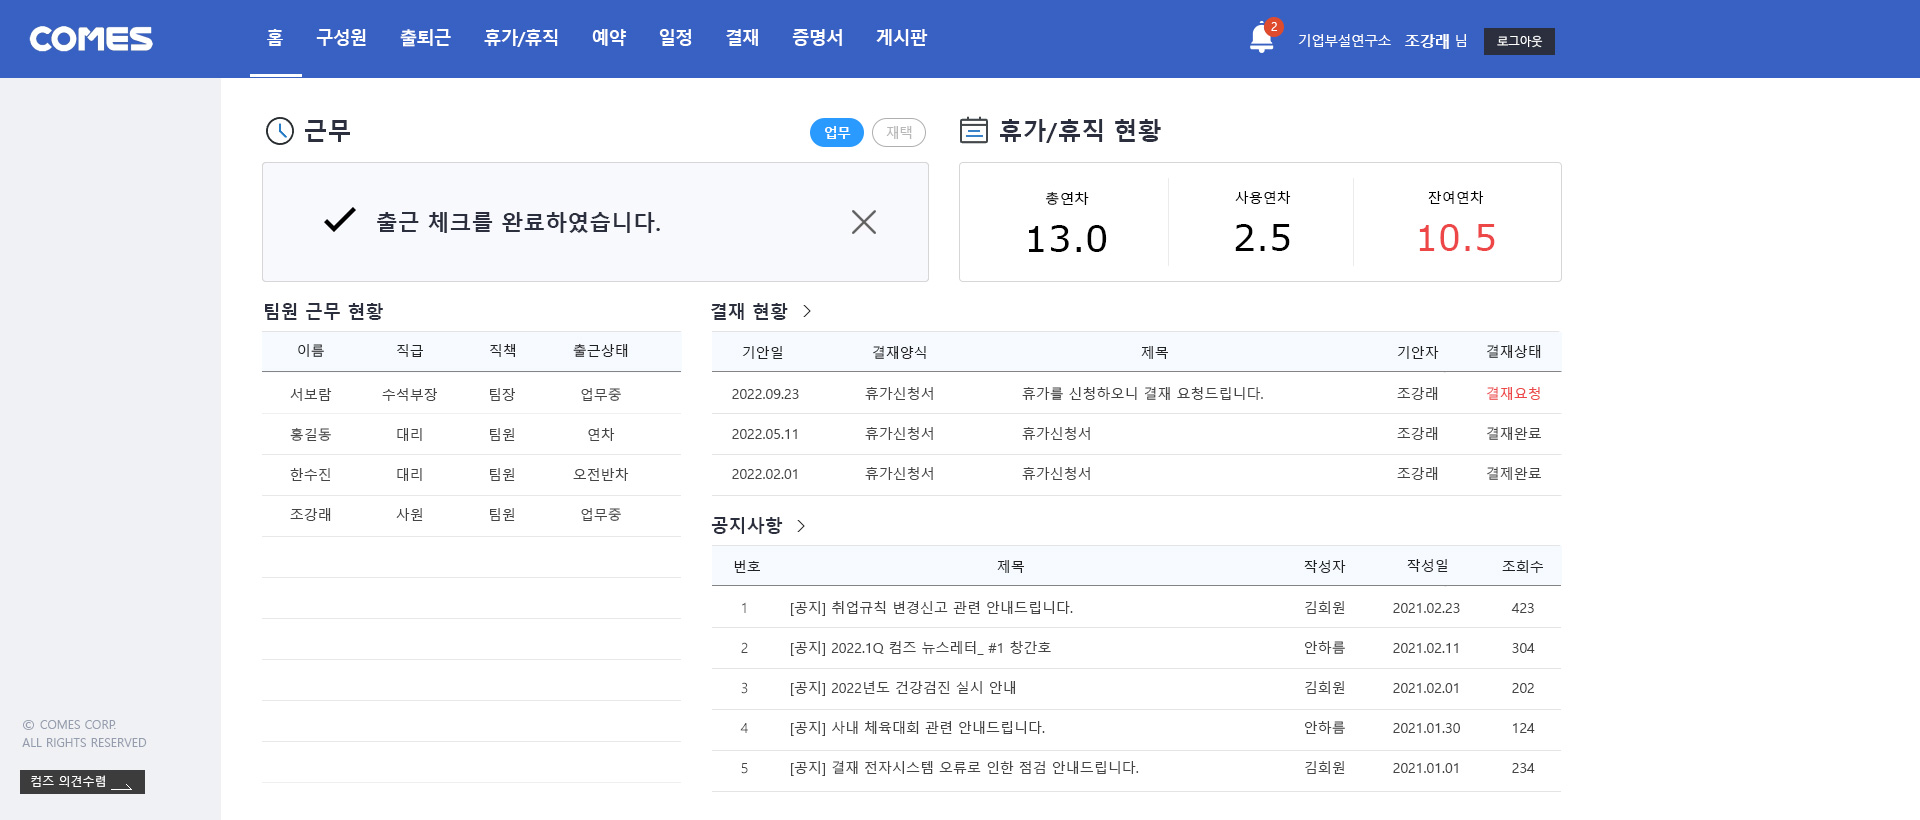 COMES
홈 구성원 출퇴근 휴가/휴직 예약 일정 결재 증명서 게시판
2
기업부설연구소 조강래 님 로그아웃
근무 업무 재택
출근 체크를 완료하였습니다.
휴가/휴직 현황
총연차 사용연차 잔여연차
13.0 2.5 10.5
팀원 근무 현황
이름 직급 직책 출근상태
서보람 수석부장 팀장 업무중
홍길동 대리 팀원 연차
한수진 대리 팀원 오전반차
조강래 사원 팀원 업무중
결재 현황
기안일 결재양식 제목 기안자 결재상태
2022.09.23 휴가신청서 휴가를 신청하오니 결재 요청드립니다. 조강래 결재요청
2022.05.11 휴가신청서 휴가신청서 조강래 결재완료
2022.02.01 휴가신청서 휴가신청서 조강래 결제완료
공지사항
번호 제목 작성자 작성일 조회수
1 [공지] 취업규칙 변경신고 관련 안내드립니다. 김회원 2021.02.23 423
2 [공지] 2022.1Q 컴즈 뉴스레터_ #1 창간호 안하름 2021.02.11 304
3 [공지] 2022년도 건강검진 실시 안내 김회원 2021.02.01 202
4 [공지] 사내 체육대회 관련 안내드립니다. 안하름 2021.01.30 124
5 [공지] 결재 전자시스템 오류로 인한 점검 안내드립니다. 김회원 2021.01.01 234
© COMES CORP.
ALL RIGHTS RESERVED
컴즈 의견수렴